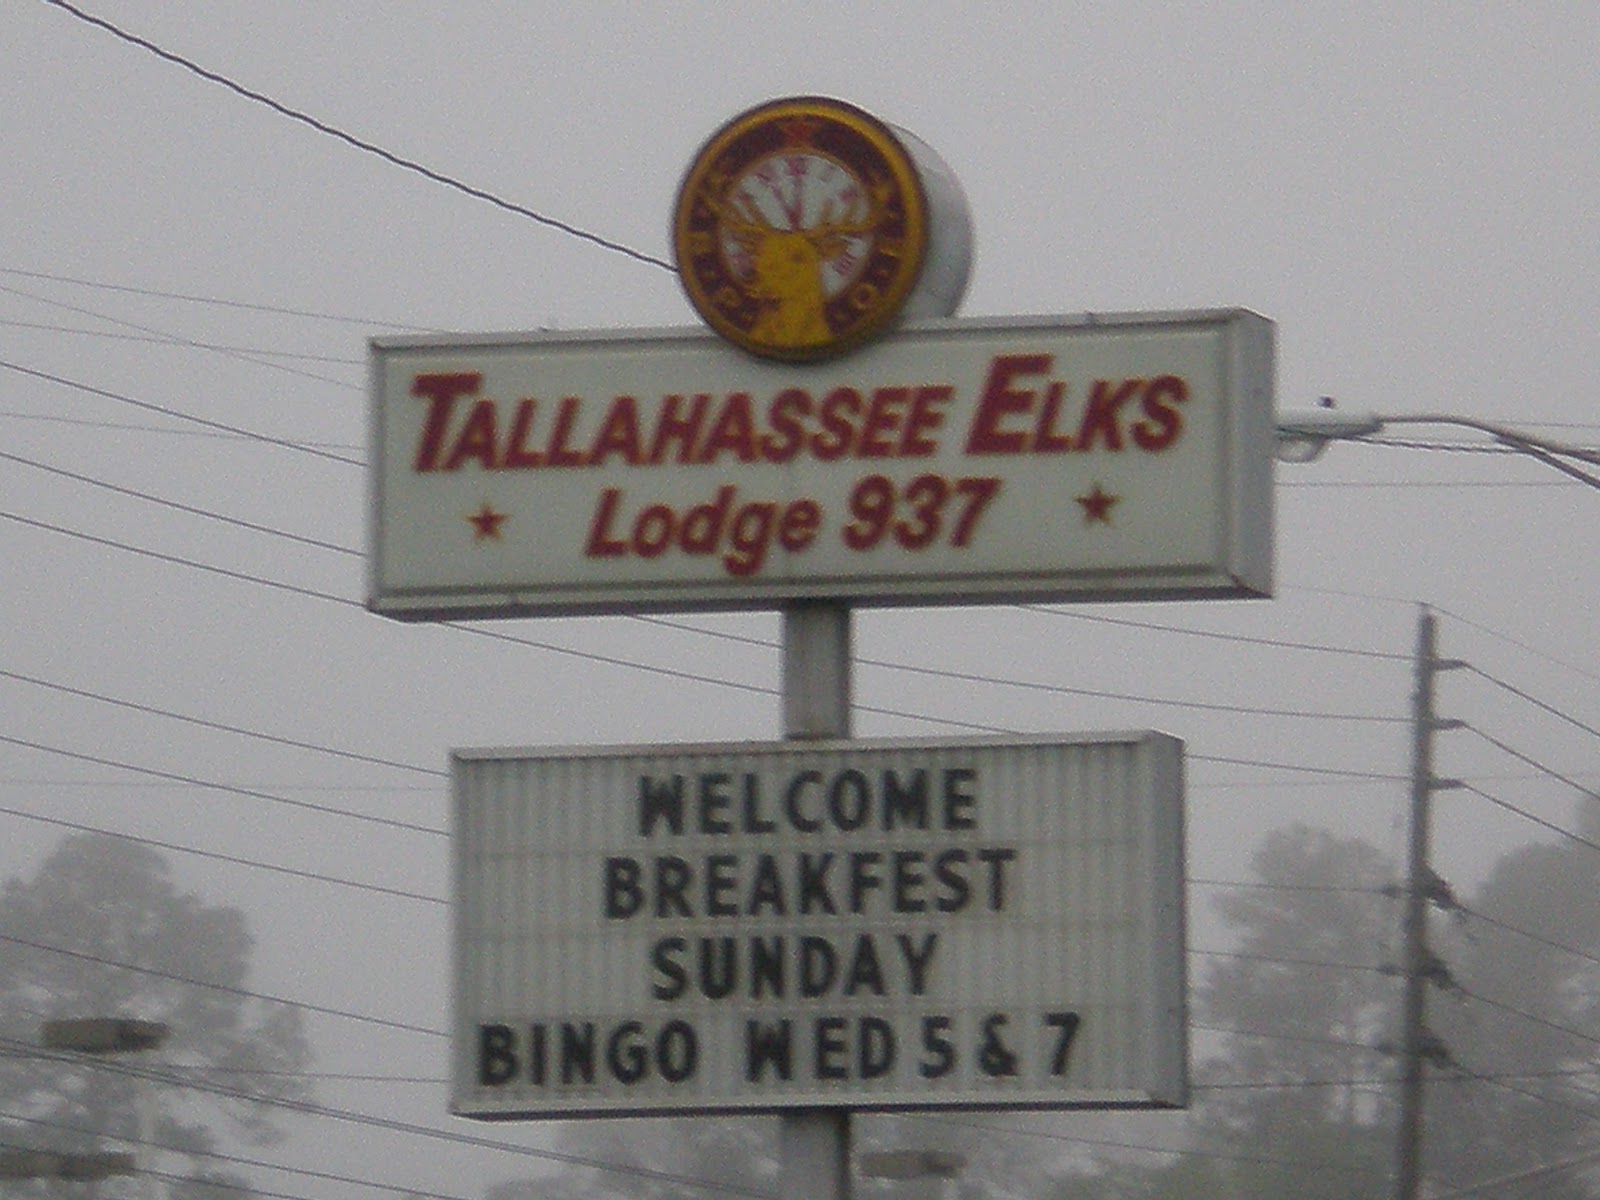 TALLAHASSEE ELKS
Lodge 937
WELCOME
BREAKFEST
SUNDAY
BINGO WED 5 & 7